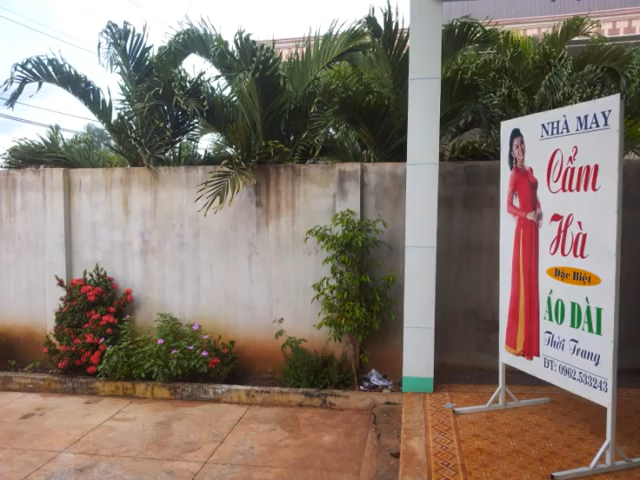 NHÀ MAY
Cẩm
Hà
Đặc Biệt
ÁO DÀI
Thời Trang
ĐT: 0962.533243